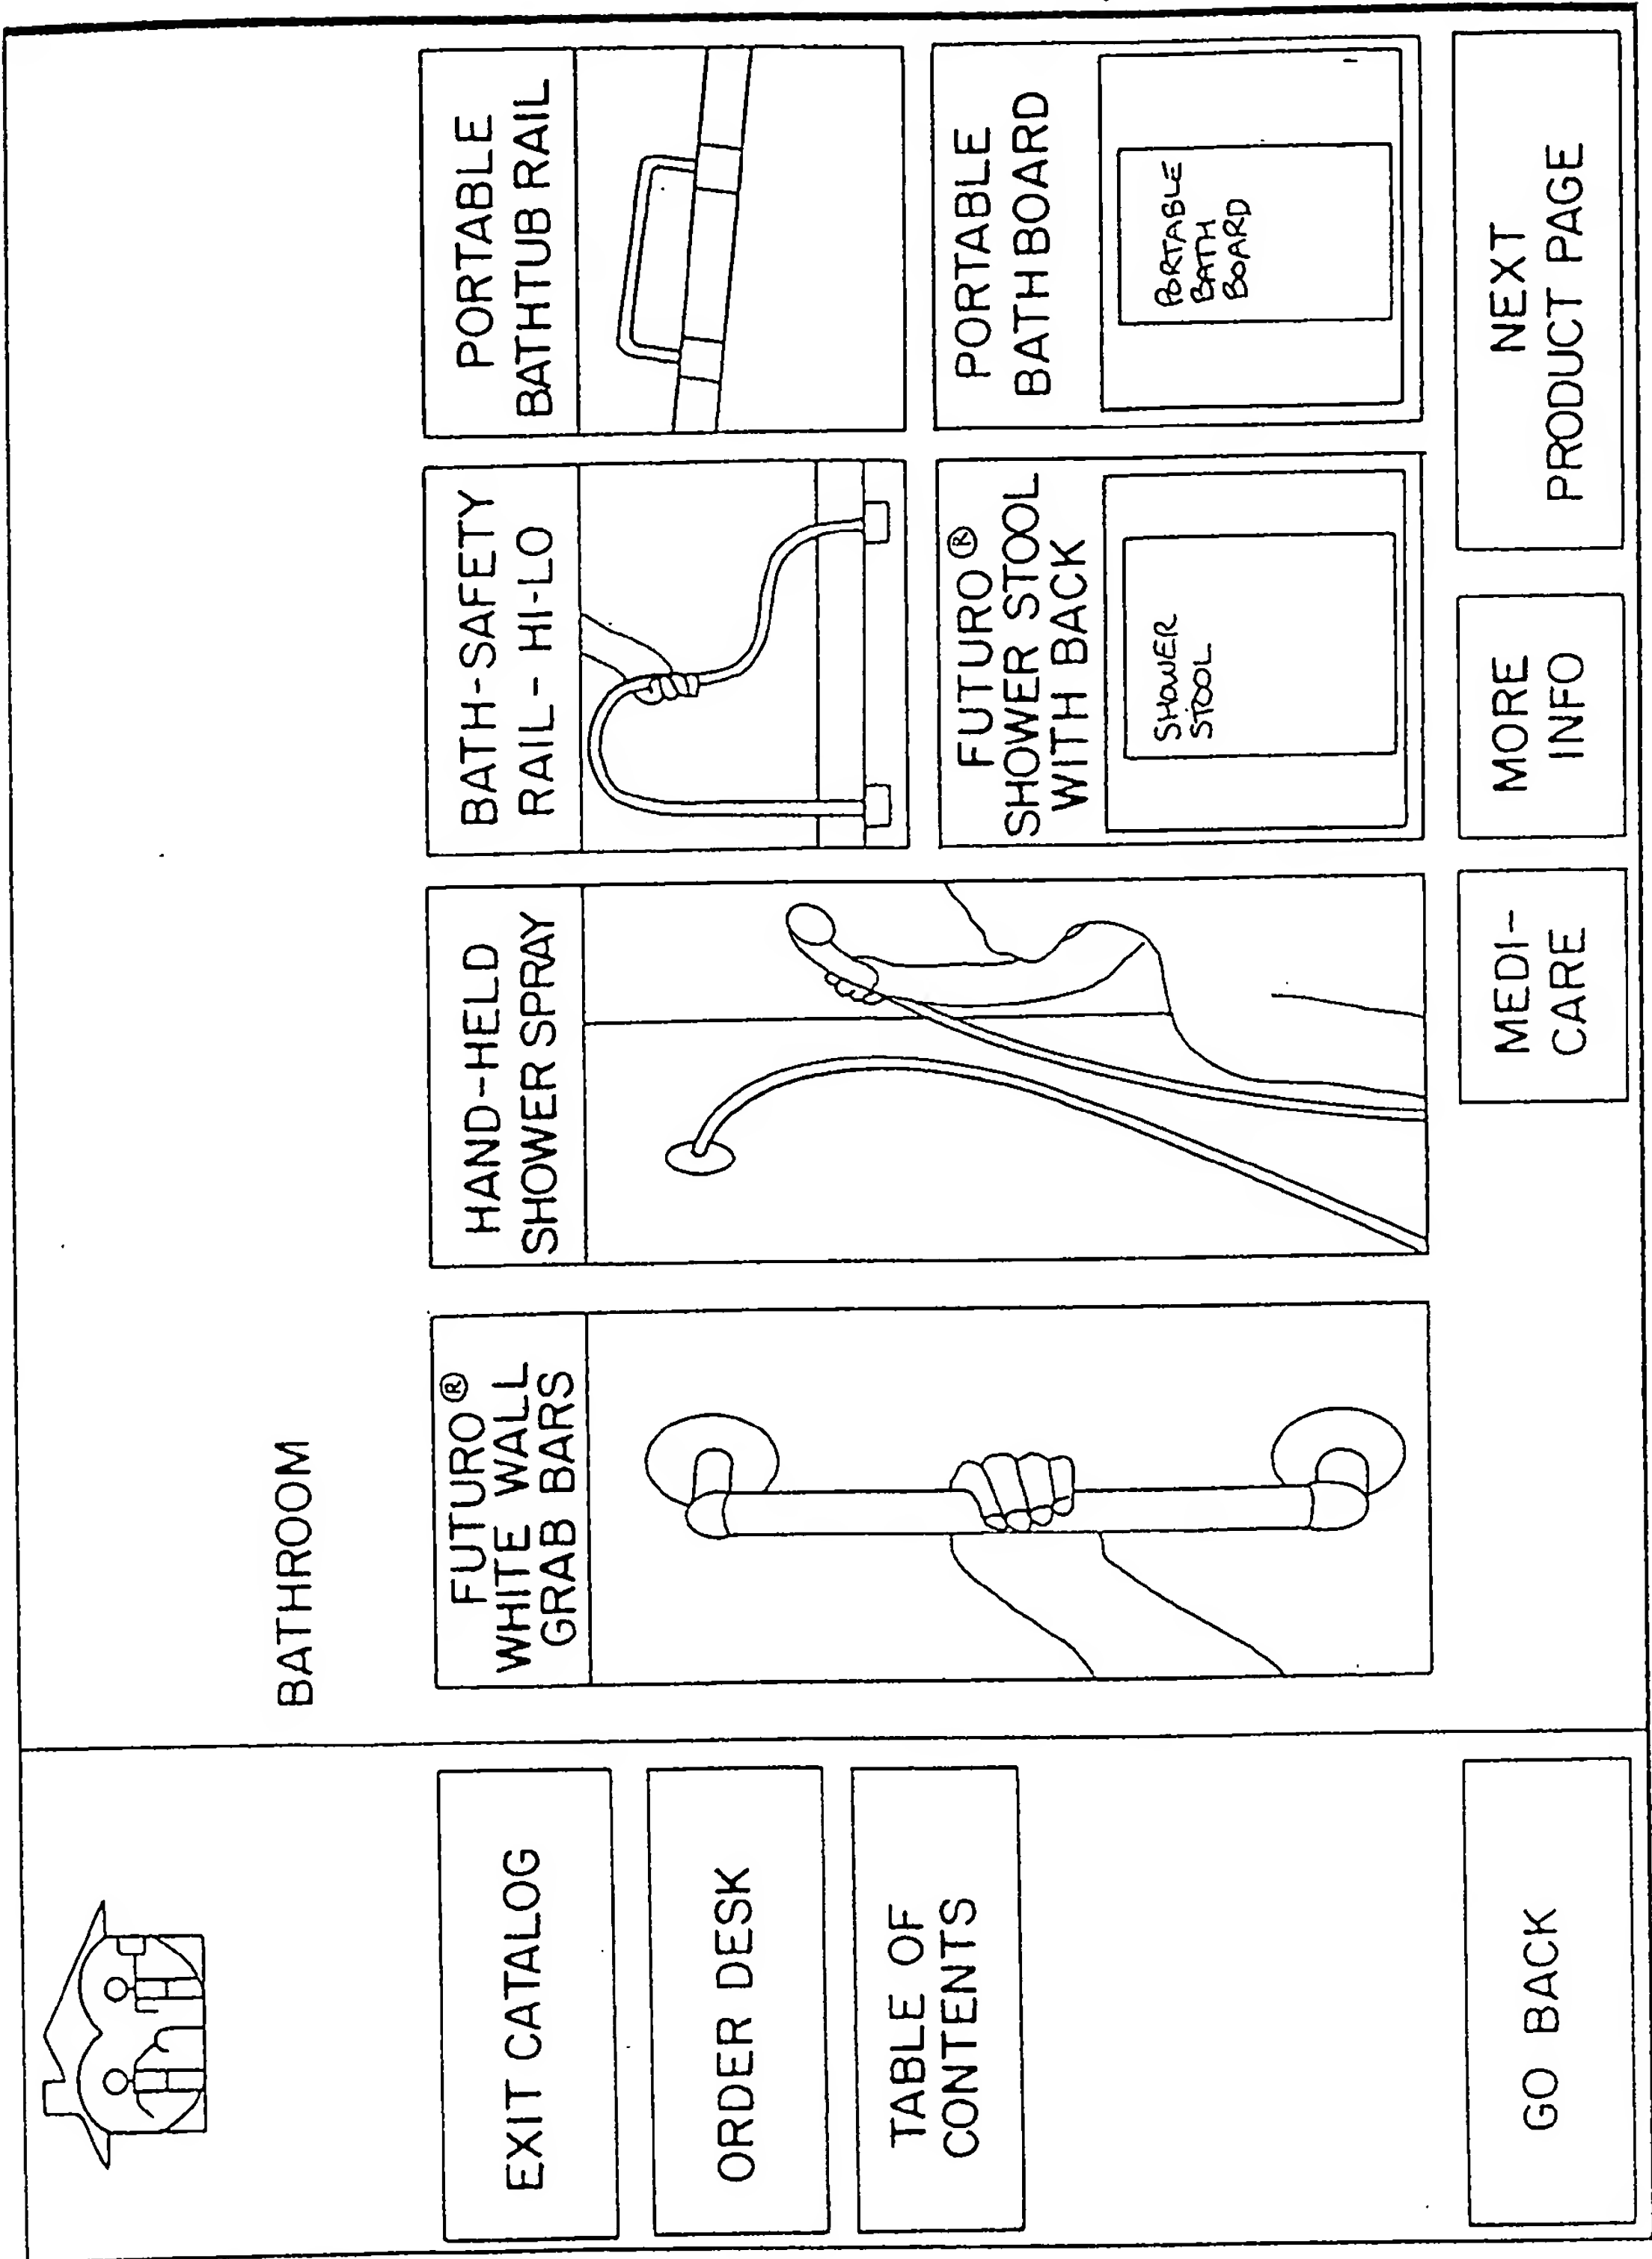 BATHROOM
EXIT CATALOG
ORDER DESK
TABLE OF
CONTENTS
GO BACK
FUTURO®
WHITE WALL
GRAB BARS
HAND-HELD
SHOWER SPRAY
BATH-SAFETY
RAIL - HI-LO
PORTABLE
BATHTUB RAIL
FUTURO®
SHOWER STOOL
WITH BACK
SHOWER
STOOL
PORTABLE
BATH BOARD
PORTABLE
BATH
BOARD
MEDI-
CARE
MORE
INFO
NEXT
PRODUCT PAGE